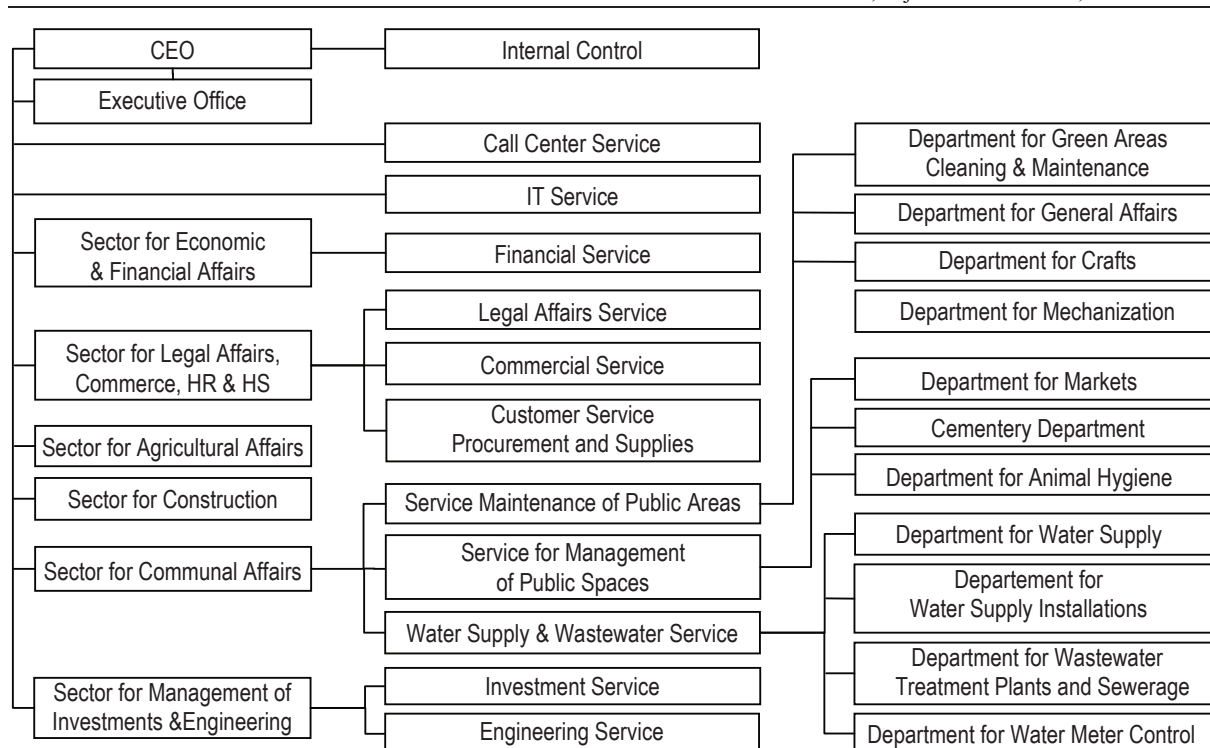 CEO
Internal Control
Executive Office
Call Center Service
IT Service
Sector for Economic
& Financial Affairs
Financial Service
Sector for Legal Affairs,
Commerce, HR & HS
Legal Affairs Service
Commercial Service
Customer Service
Procurement and Supplies
Sector for Agricultural Affairs
Sector for Construction
Sector for Communal Affairs
Service Maintenance of Public Areas
Service for Management
of Public Spaces
Water Supply & Wastewater Service
Sector for Management of
Investments &Engineering
Investment Service
Engineering Service
Department for Green Areas
Cleaning & Maintenance
Department for General Affairs
Department for Crafts
Department for Mechanization
Department for Markets
Cementery Department
Department for Animal Hygiene
Department for Water Supply
Departement for
Water Supply Installations
Department for Wastewater
Treatment Plants and Sewerage
Department for Water Meter Control